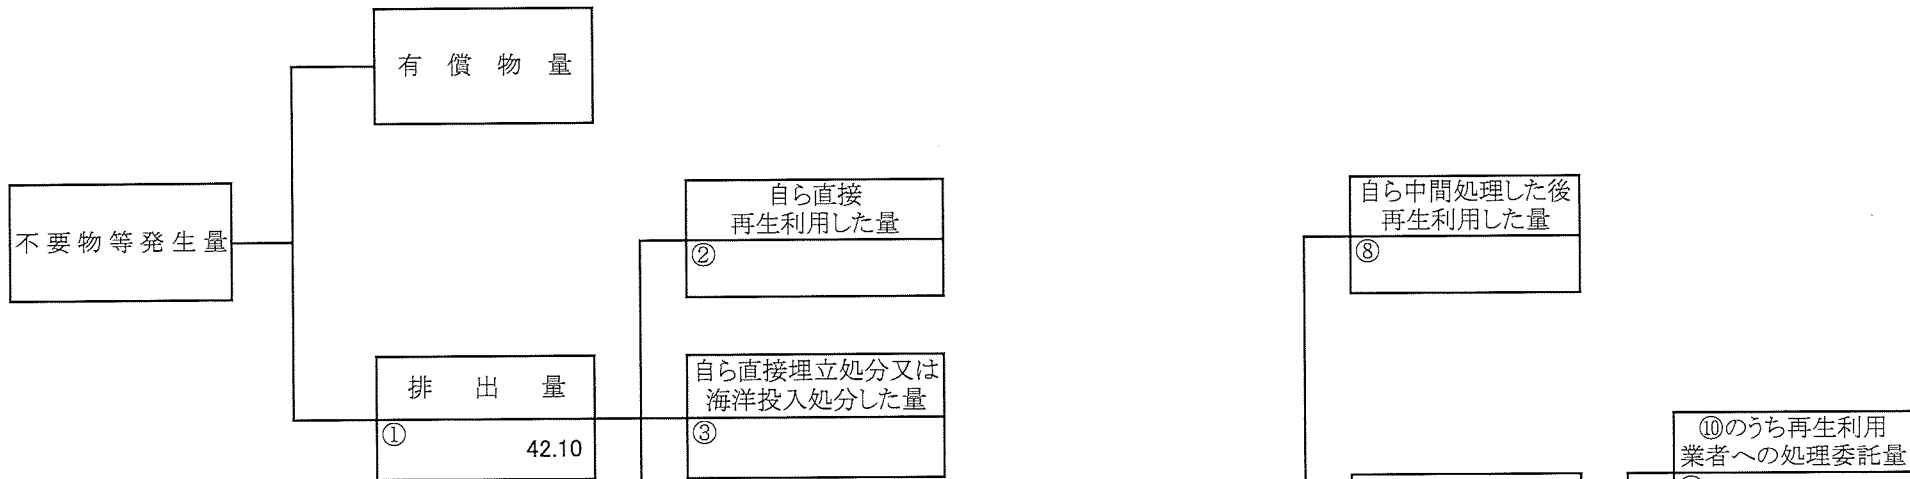 有償物量
不要物等発生量
自ら直接
再生利用した量
②
自ら中間処理した後
再生利用した量
⑧
排出量
①
42.10
自ら直接埋立処分又は
海洋投入処分した量
③
⑩のうち再生利用
業者への処理委託量